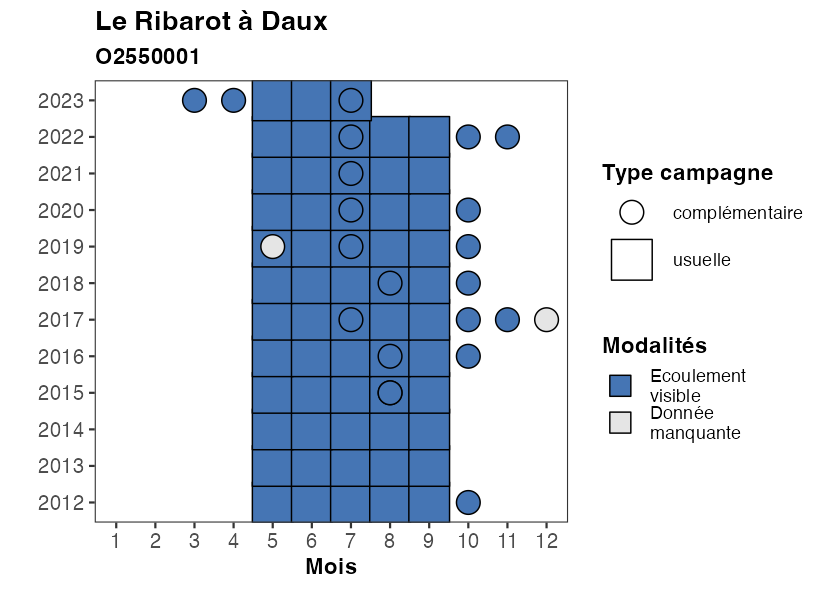 Le Ribarot à Daux
O2550001
2023
2022
2021
2020
2019
2018
2017
2016
2015
2014
2013
2012
1 2 3 4 5 6 7 8 9 10 11 12
Mois
Type campagne
complémentaire
usuelle
Modalités
Ecoulement
visible
Donnée
manquante